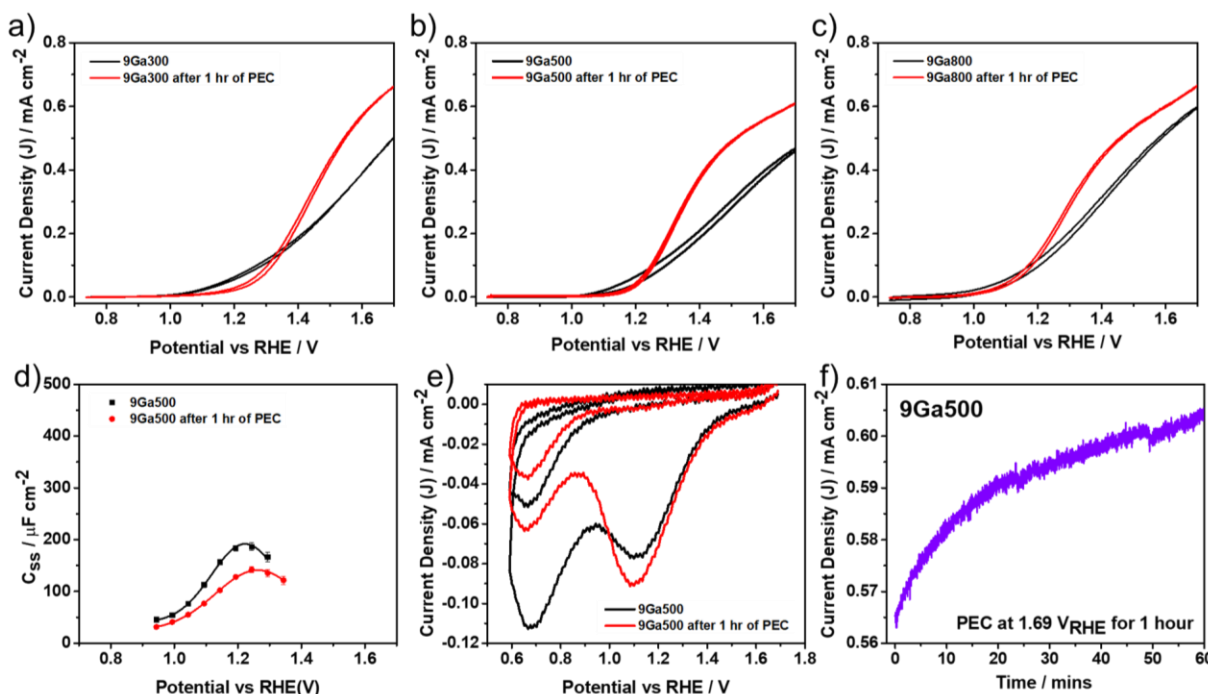 a)
Current Density (J) / mA cm⁻²
0.8
0.6
0.4
0.2
0.0
9Ga300
9Ga300 after 1 hr of PEC
0.8 1.0 1.2 1.4 1.6
Potential vs RHE / V
b)
Current Density (J) / mA cm⁻²
0.8
0.6
0.4
0.2
0.0
9Ga500
9Ga500 after 1 hr of PEC
0.8 1.0 1.2 1.4 1.6
Potential vs RHE / V
c)
Current Density (J) / mA cm⁻²
0.8
0.6
0.4
0.2
0.0
9Ga800
9Ga800 after 1 hr of PEC
0.8 1.0 1.2 1.4 1.6
Potential vs RHE / V
d)
Css / µF cm⁻²
500
400
300
200
100
0
9Ga500
9Ga500 after 1 hr of PEC
0.8 1.0 1.2 1.4 1.6
Potential vs RHE(V)
e)
Current Density (J) / mA cm⁻²
0.00
-0.02
-0.04
-0.06
-0.08
-0.10
-0.12
9Ga500
9Ga500 after 1 hr of PEC
0.6 0.8 1.0 1.2 1.4 1.6 1.8
Potential vs RHE / V
f)
Current Density (J) / mA cm⁻²
0.61
0.60
0.59
0.58
0.57
0.56
9Ga500
PEC at 1.69 VRHE for 1 hour
0 10 20 30 40 50 60
Time / mins